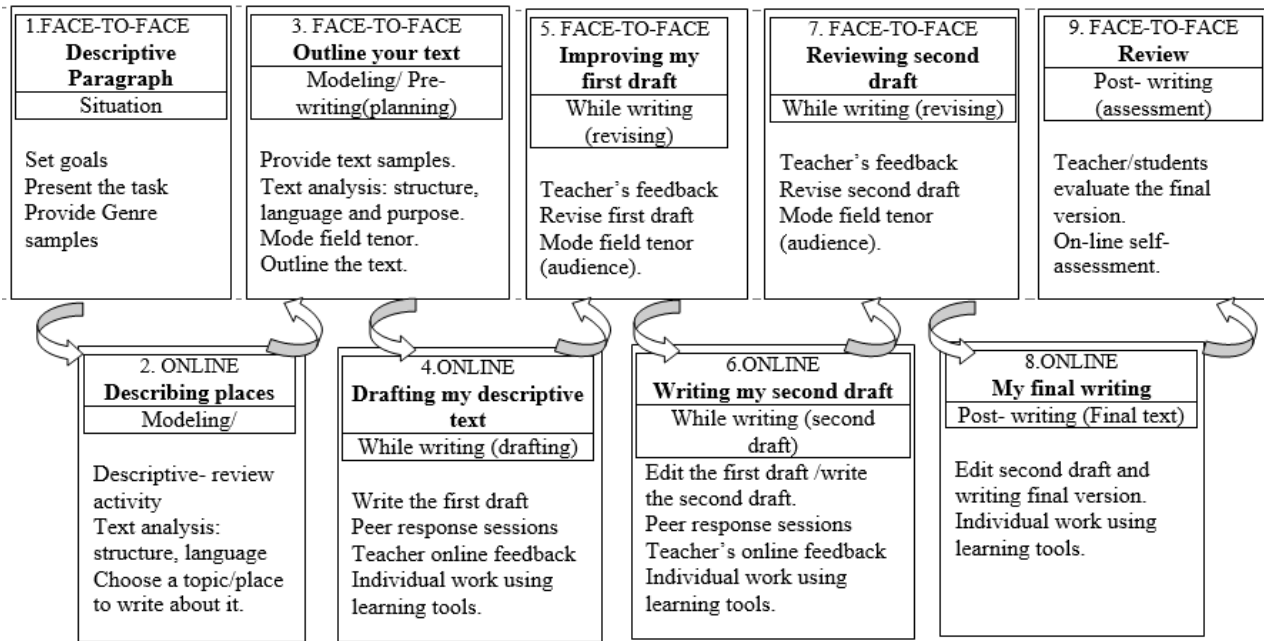 1.FACE-TO-FACE
Descriptive
Paragraph
Situation
Set goals
Present the task
Provide Genre
samples
2. ONLINE
Describing places
Modeling/
Descriptive- review
activity
Text analysis:
structure, language
Choose a topic/place
to write about it.
3. FACE-TO-FACE
Outline your text
Modeling/ Pre-
writing(planning)
Provide text samples.
Text analysis: structure,
language and purpose.
Mode field tenor.
Outline the text.
4.ONLINE
Drafting my descriptive
text
While writing (drafting)
Write the first draft
Peer response sessions
Teacher online feedback
Individual work using
learning tools.
5. FACE-TO-FACE
Improving my
first draft
While writing
(revising)
Teacher’s feedback
Revise first draft
Mode field tenor
(audience).
6.ONLINE
Writing my second draft
While writing (second
draft)
Edit the first draft /write
the second draft.
Peer response sessions
Teacher’s online feedback
Individual work using
learning tools.
7. FACE-TO-FACE
Reviewing second
draft
While writing (revising)
Teacher’s feedback
Revise second draft
Mode field tenor
(audience).
8.ONLINE
My final writing
Post- writing (Final text)
Edit second draft and
writing final version.
Individual work using
learning tools.
9. FACE-TO-FACE
Review
Post- writing
(assessment)
Teacher/students
evaluate the final
version.
On-line self-
assessment.